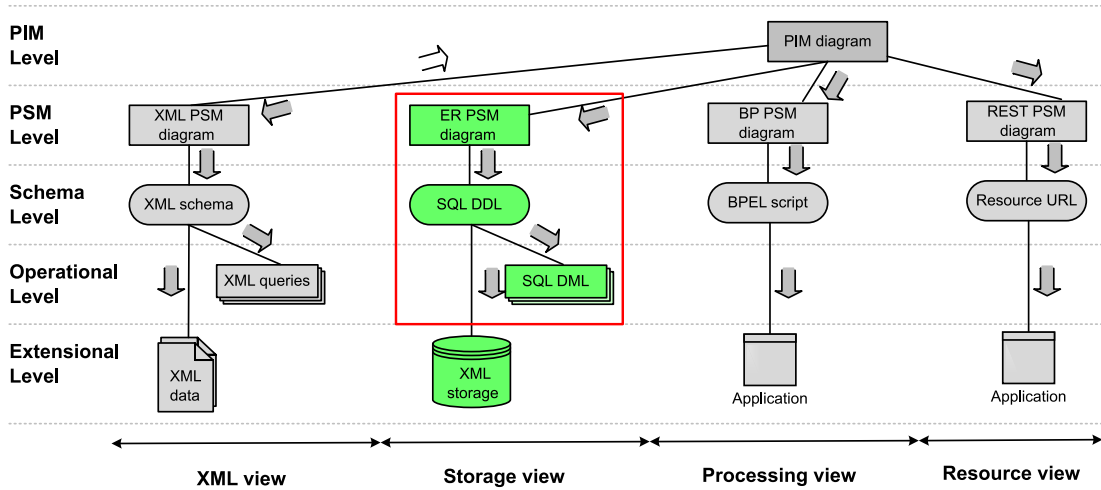 PIM
Level
PIM diagram
PSM
Level
XML PSM
diagram
ER PSM
diagram
BP PSM
diagram
REST PSM
diagram
Schema
Level
XML schema
SQL DDL
BPEL script
Resource URL
Operational
Level
XML queries
SQL DML
Extensional
Level
XML
data
XML
storage
Application
Application
XML view
Storage view
Processing view
Resource view